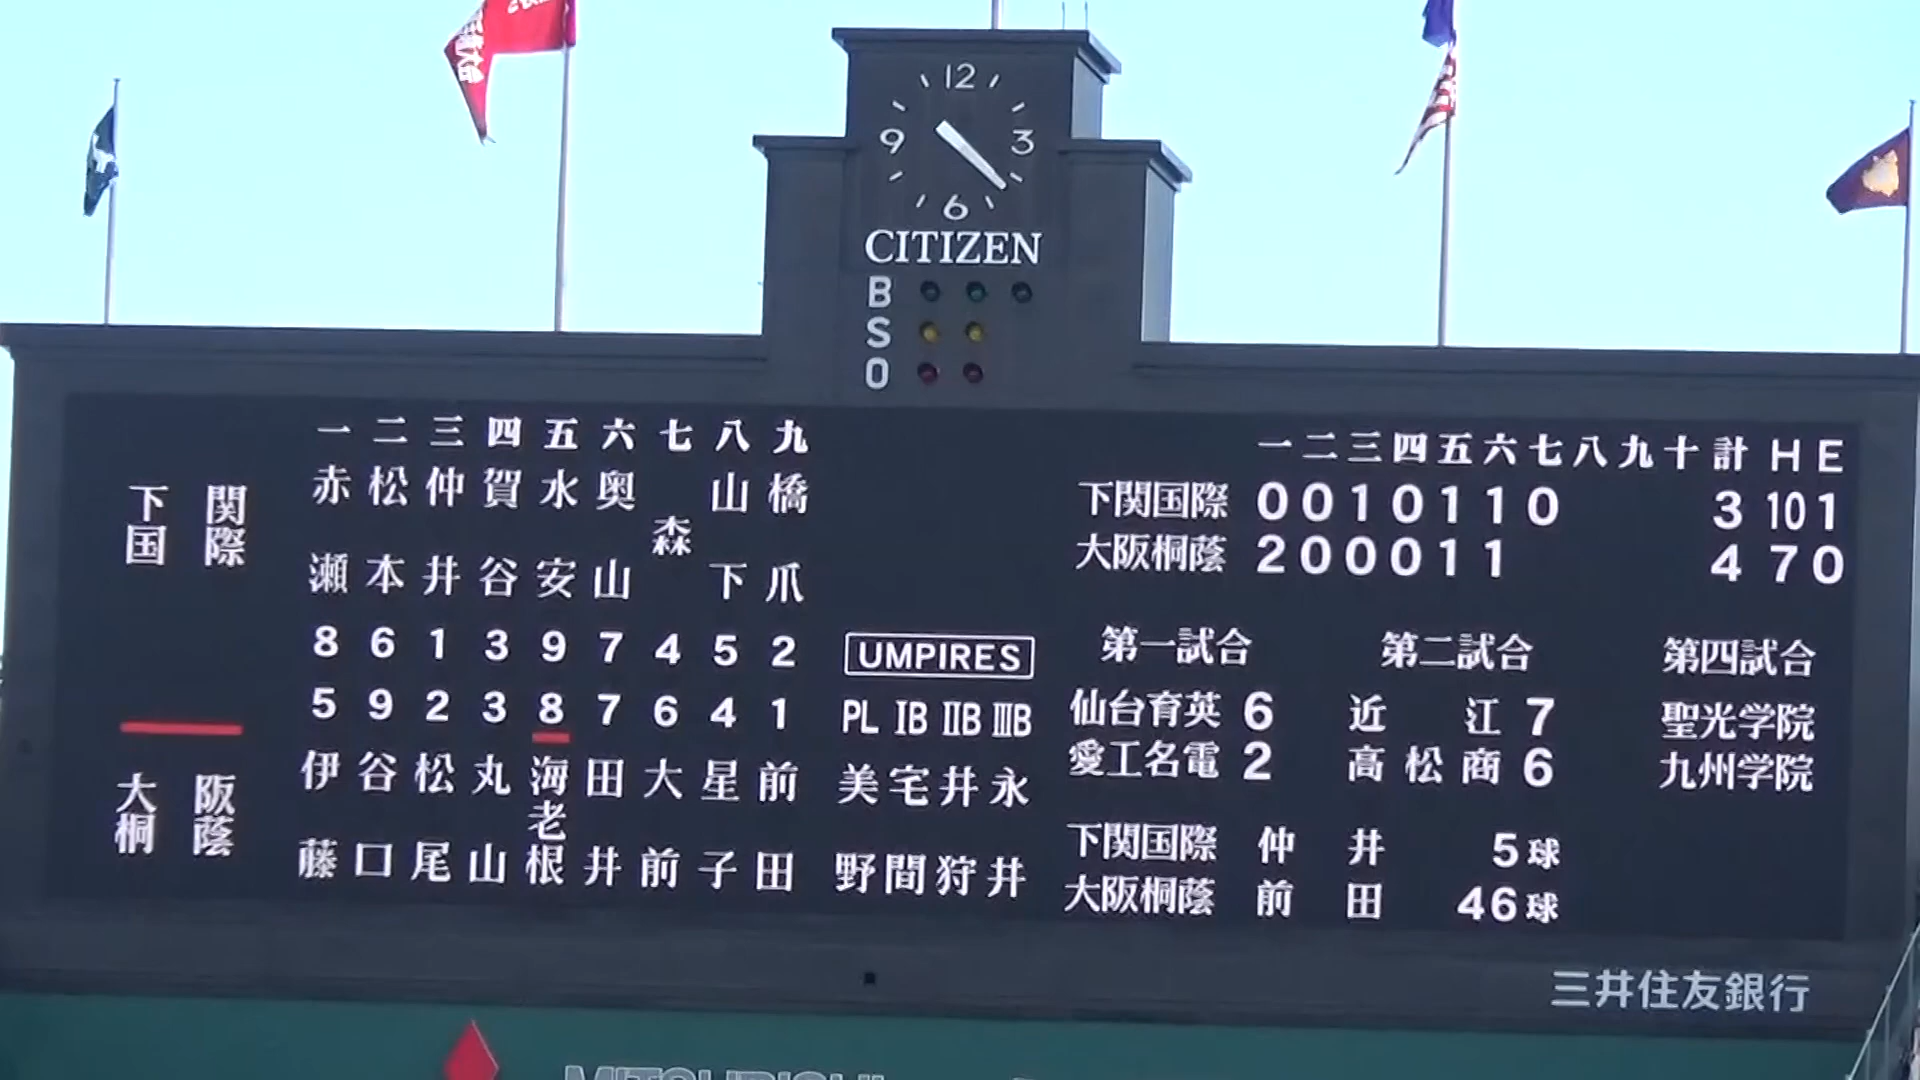 12
9 3
6
CITIZEN
B
S
O
一 二 三 四 五 六 七 八 九
下国 関際
赤瀬 松本 仲井 賀谷 水安 奥山 森 山下 橋爪
8 6 1 3 9 7 4 5 2
5 9 2 3 8 7 6 4 1
大桐 阪蔭
伊藤 谷口 松尾 丸山 海老根 田井 大前 星子 前田
UMPIRES
PL IB IIB IIIB
美野 宅間 井狩 永井
一 二 三 四 五 六 七 八 九 十 計 H E
下関国際 0 0 1 0 1 1 0 3 10 1
大阪桐蔭 2 0 0 0 1 1 4 7 0
第一試合 第二試合 第四試合
仙台育英 6 近江 7 聖光学院
愛工名電 2 高松商 6 九州学院
下関国際 仲井 5球
大阪桐蔭 前田 46球
三井住友銀行